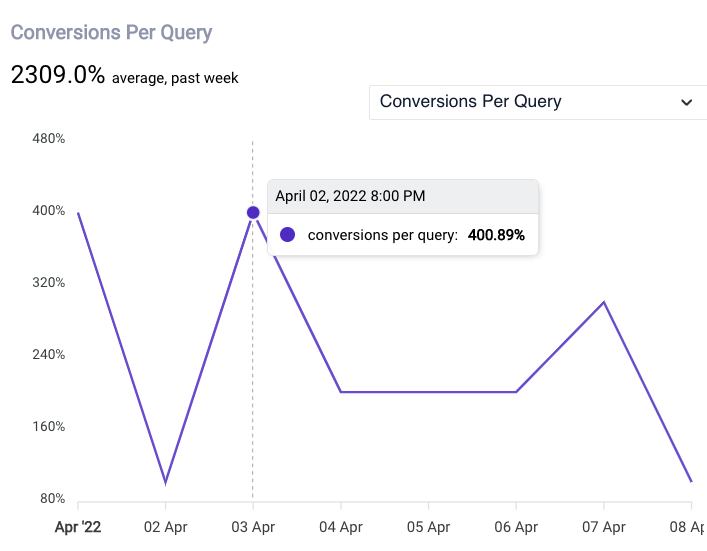 Conversions Per Query
2309.0% average, past week
Conversions Per Query
480%
April 02, 2022 8:00 PM
400%
conversions per query: 400.89%
320%
240%
160%
80%
Apr '22 02 Apr 03 Apr 04 Apr 05 Apr 06 Apr 07 Apr 08 Ap